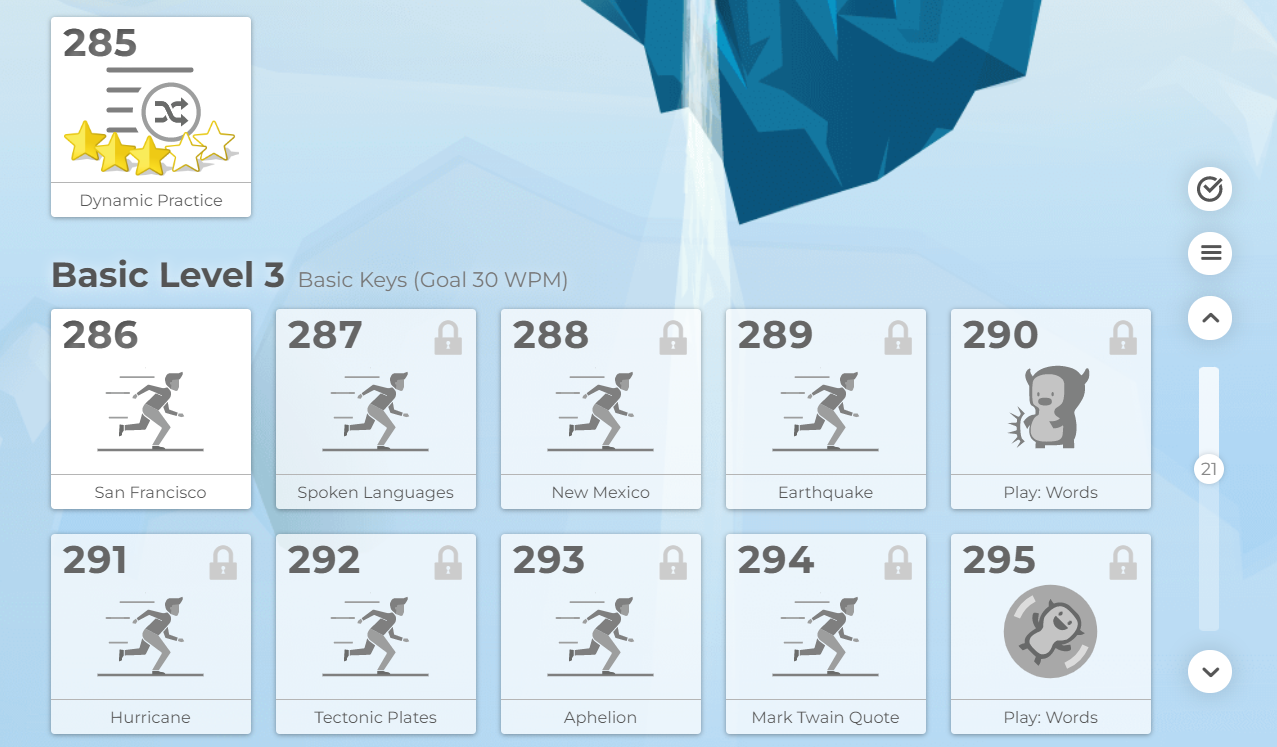 285
Dynamic Practice
Basic Level 3 Basic Keys (Goal 30 WPM)
286
287
288
289
290
San Francisco
Spoken Languages
New Mexico
Earthquake
Play: Words
21
291
292
293
294
295
Hurricane
Tectonic Plates
Aphelion
Mark Twain Quote
Play: Words